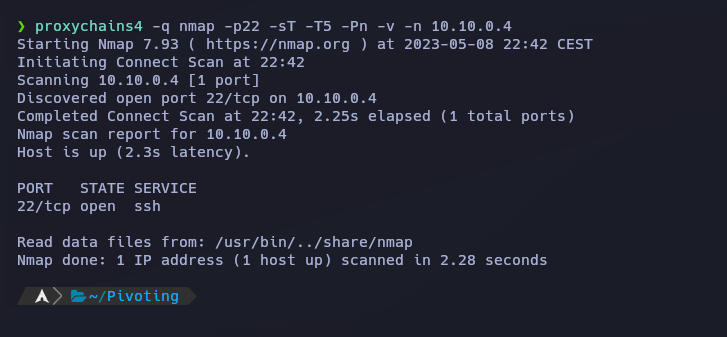 ❯ proxychains4 -q nmap -p22 -sT -T5 -Pn -v -n 10.10.0.4
Starting Nmap 7.93 ( https://nmap.org ) at 2023-05-08 22:42 CEST
Initiating Connect Scan at 22:42
Scanning 10.10.0.4 [1 port]
Discovered open port 22/tcp on 10.10.0.4
Completed Connect Scan at 22:42, 2.25s elapsed (1 total ports)
Nmap scan report for 10.10.0.4
Host is up (2.3s latency).
PORT   STATE SERVICE
22/tcp open  ssh
Read data files from: /usr/bin/../share/nmap
Nmap done: 1 IP address (1 host up) scanned in 2.28 seconds
~/Pivoting